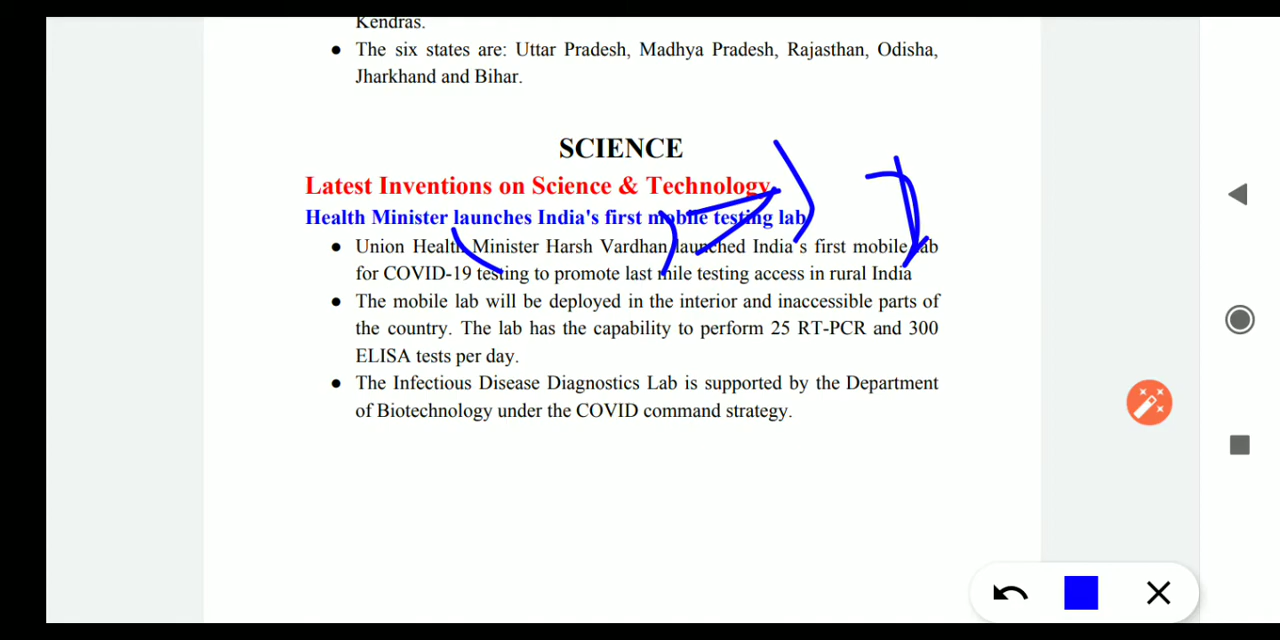 Kendras.
● The six states are: Uttar Pradesh, Madhya Pradesh, Rajasthan, Odisha,
Jharkhand and Bihar.
SCIENCE
Latest Inventions on Science & Technology
Health Minister launches India's first mobile testing lab
● Union Health Minister Harsh Vardhan launched India's first mobile lab
for COVID-19 testing to promote last mile testing access in rural India
● The mobile lab will be deployed in the interior and inaccessible parts of
the country. The lab has the capability to perform 25 RT-PCR and 300
ELISA tests per day.
● The Infectious Disease Diagnostics Lab is supported by the Department
of Biotechnology under the COVID command strategy.